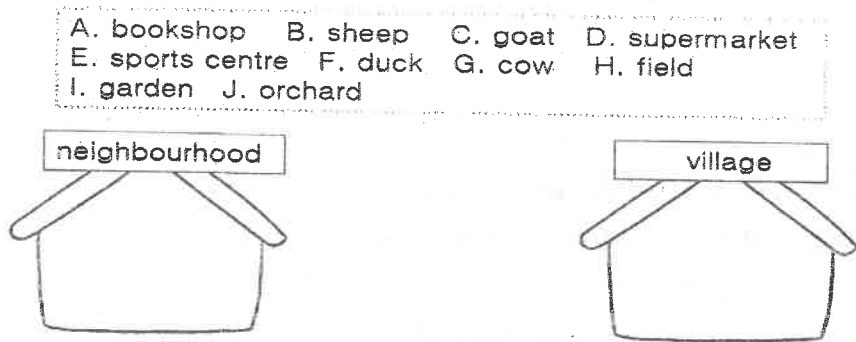 A. bookshop B. sheep C. goat D. supermarket
E. sports centre F. duck G. cow H. field
I. garden J. orchard
neighbourhood village